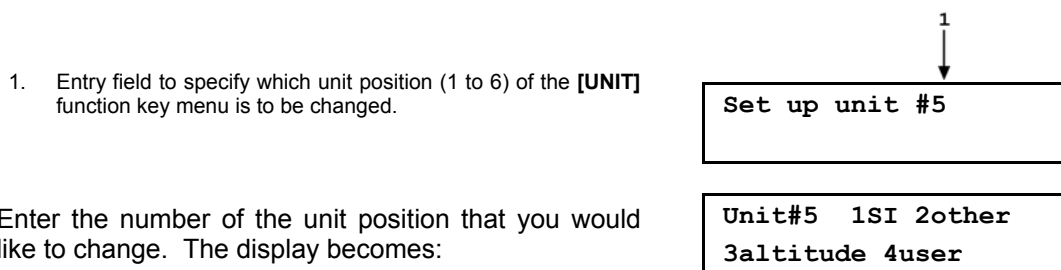 1
1. Entry field to specify which unit position (1 to 6) of the [UNIT]
function key menu is to be changed.
Set up unit #5
Enter the number of the unit position that you would
like to change. The display becomes:
Unit#5 1SI 2other
3altitude 4user